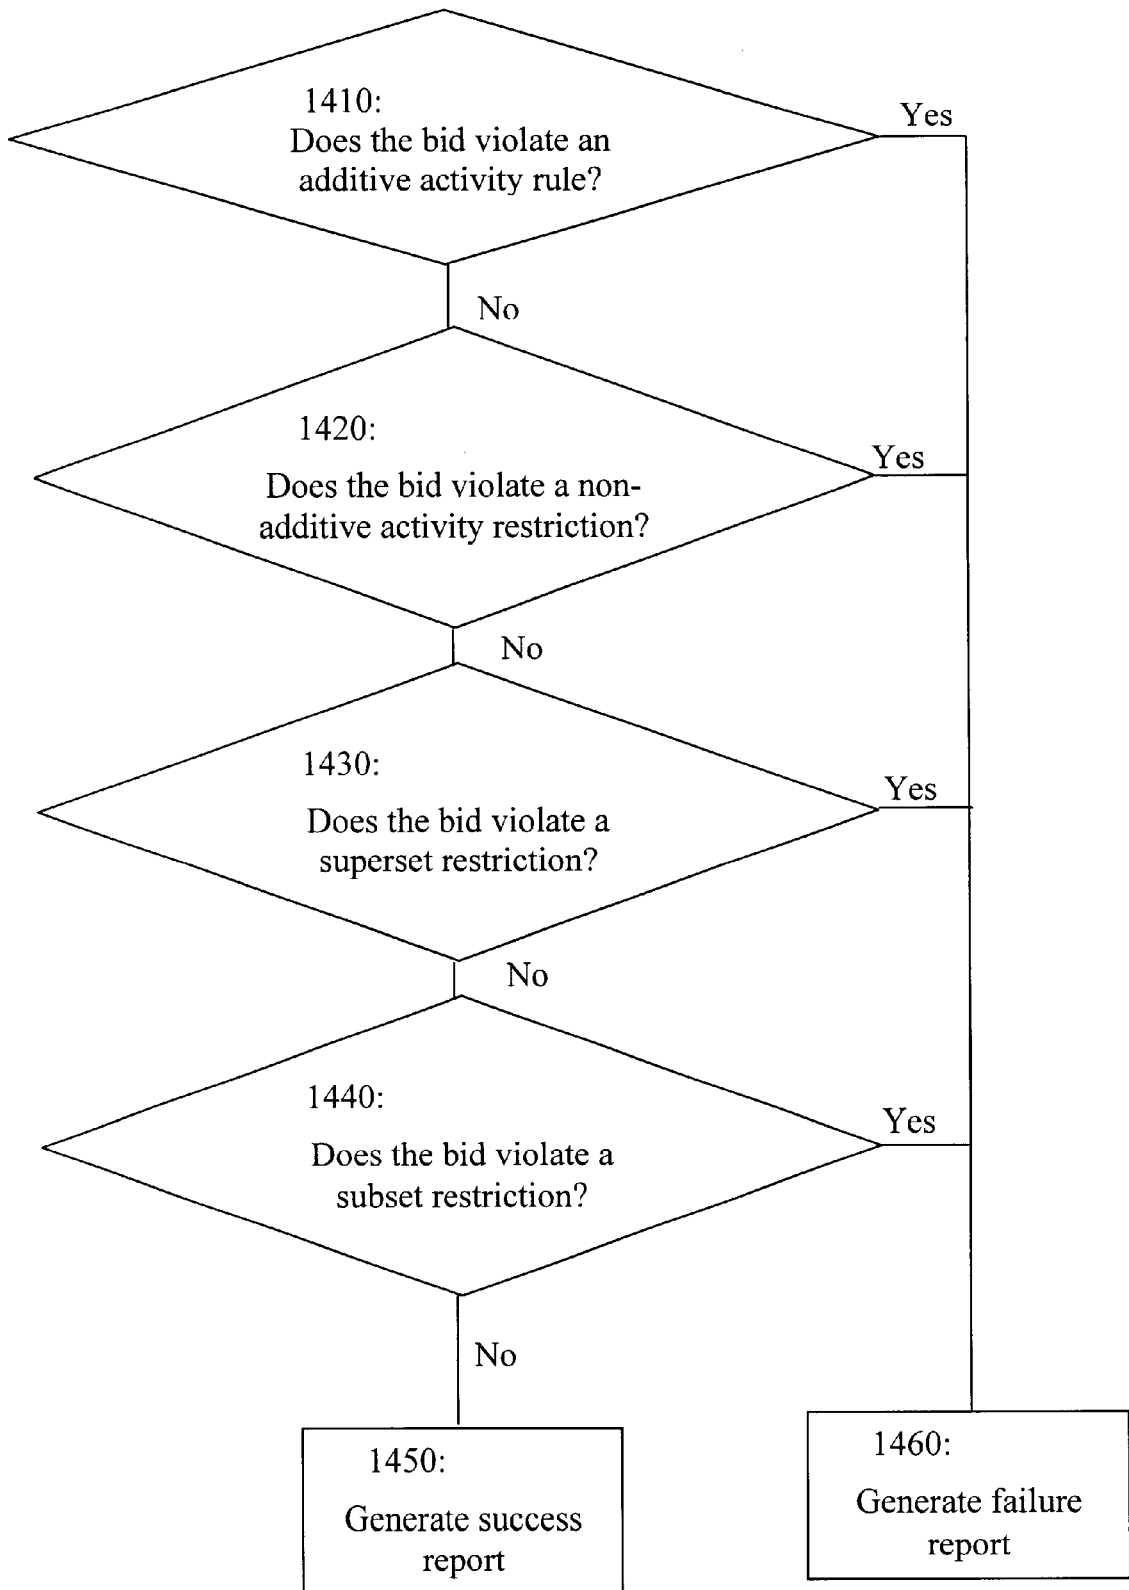 1410:
Does the bid violate an
additive activity rule?
Yes
No
1420:
Does the bid violate a non-
additive activity restriction?
Yes
No
1430:
Does the bid violate a
superset restriction?
Yes
No
1440:
Does the bid violate a
subset restriction?
Yes
No
1450:
Generate success
report
1460:
Generate failure
report